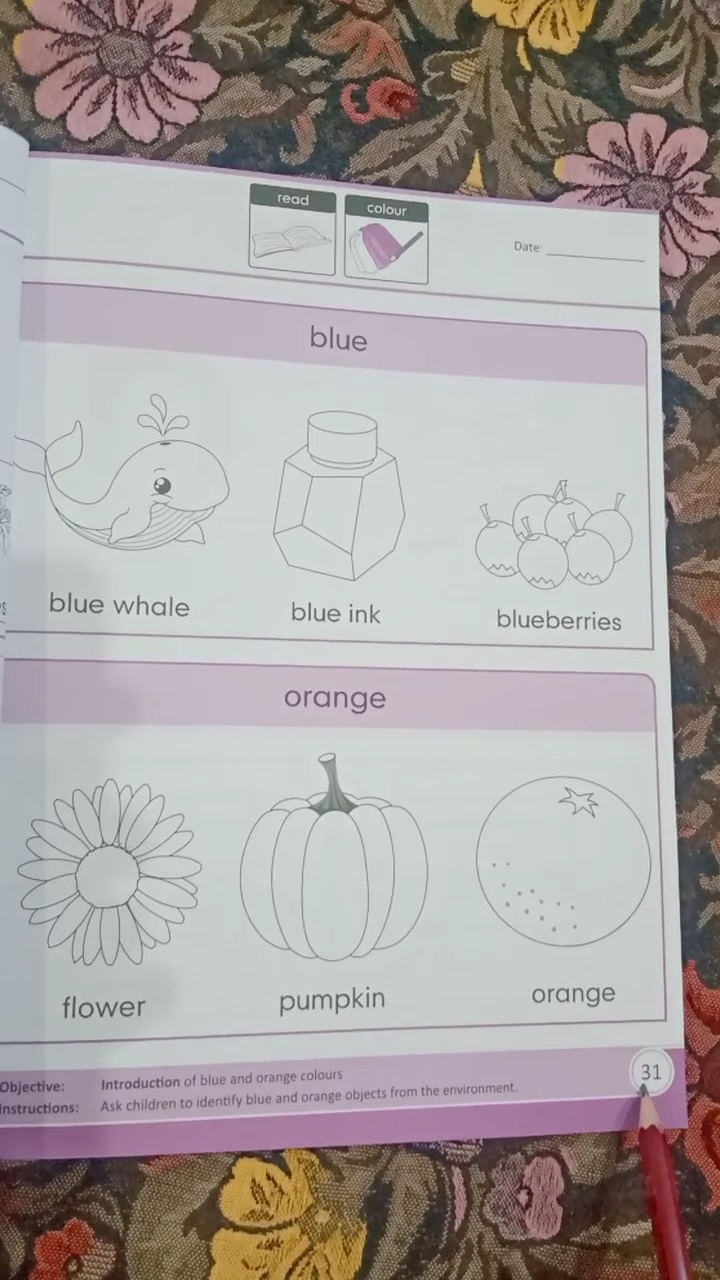 read
colour
Date:
blue
blue whale
blue ink
blueberries
orange
flower
pumpkin
orange
Objective: Introduction of blue and orange colours
Instructions: Ask children to identify blue and orange objects from the environment.
31